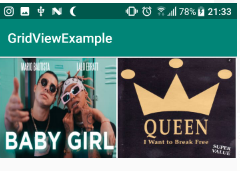 78% 21:33
GridViewExample
MARIO BAUTISTA
LALO EBRATT
BABY GIRL
QUEEN
I Want to Break Free
SUPER
VALUE